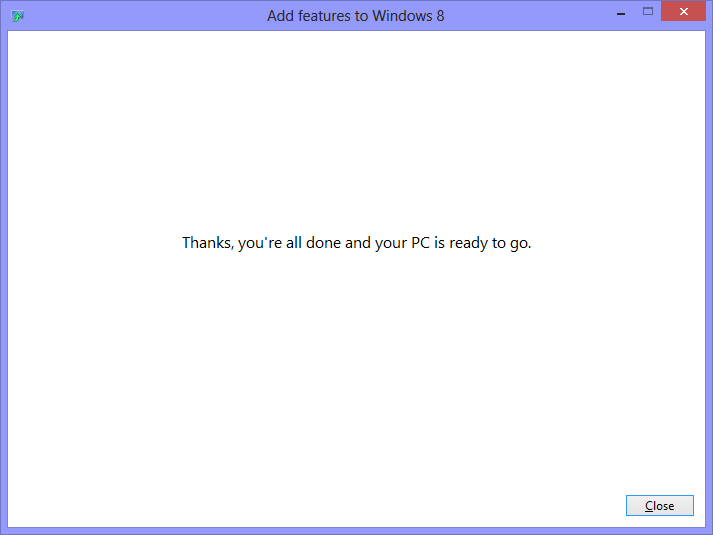 Add features to Windows 8
Thanks, you're all done and your PC is ready to go.
Close